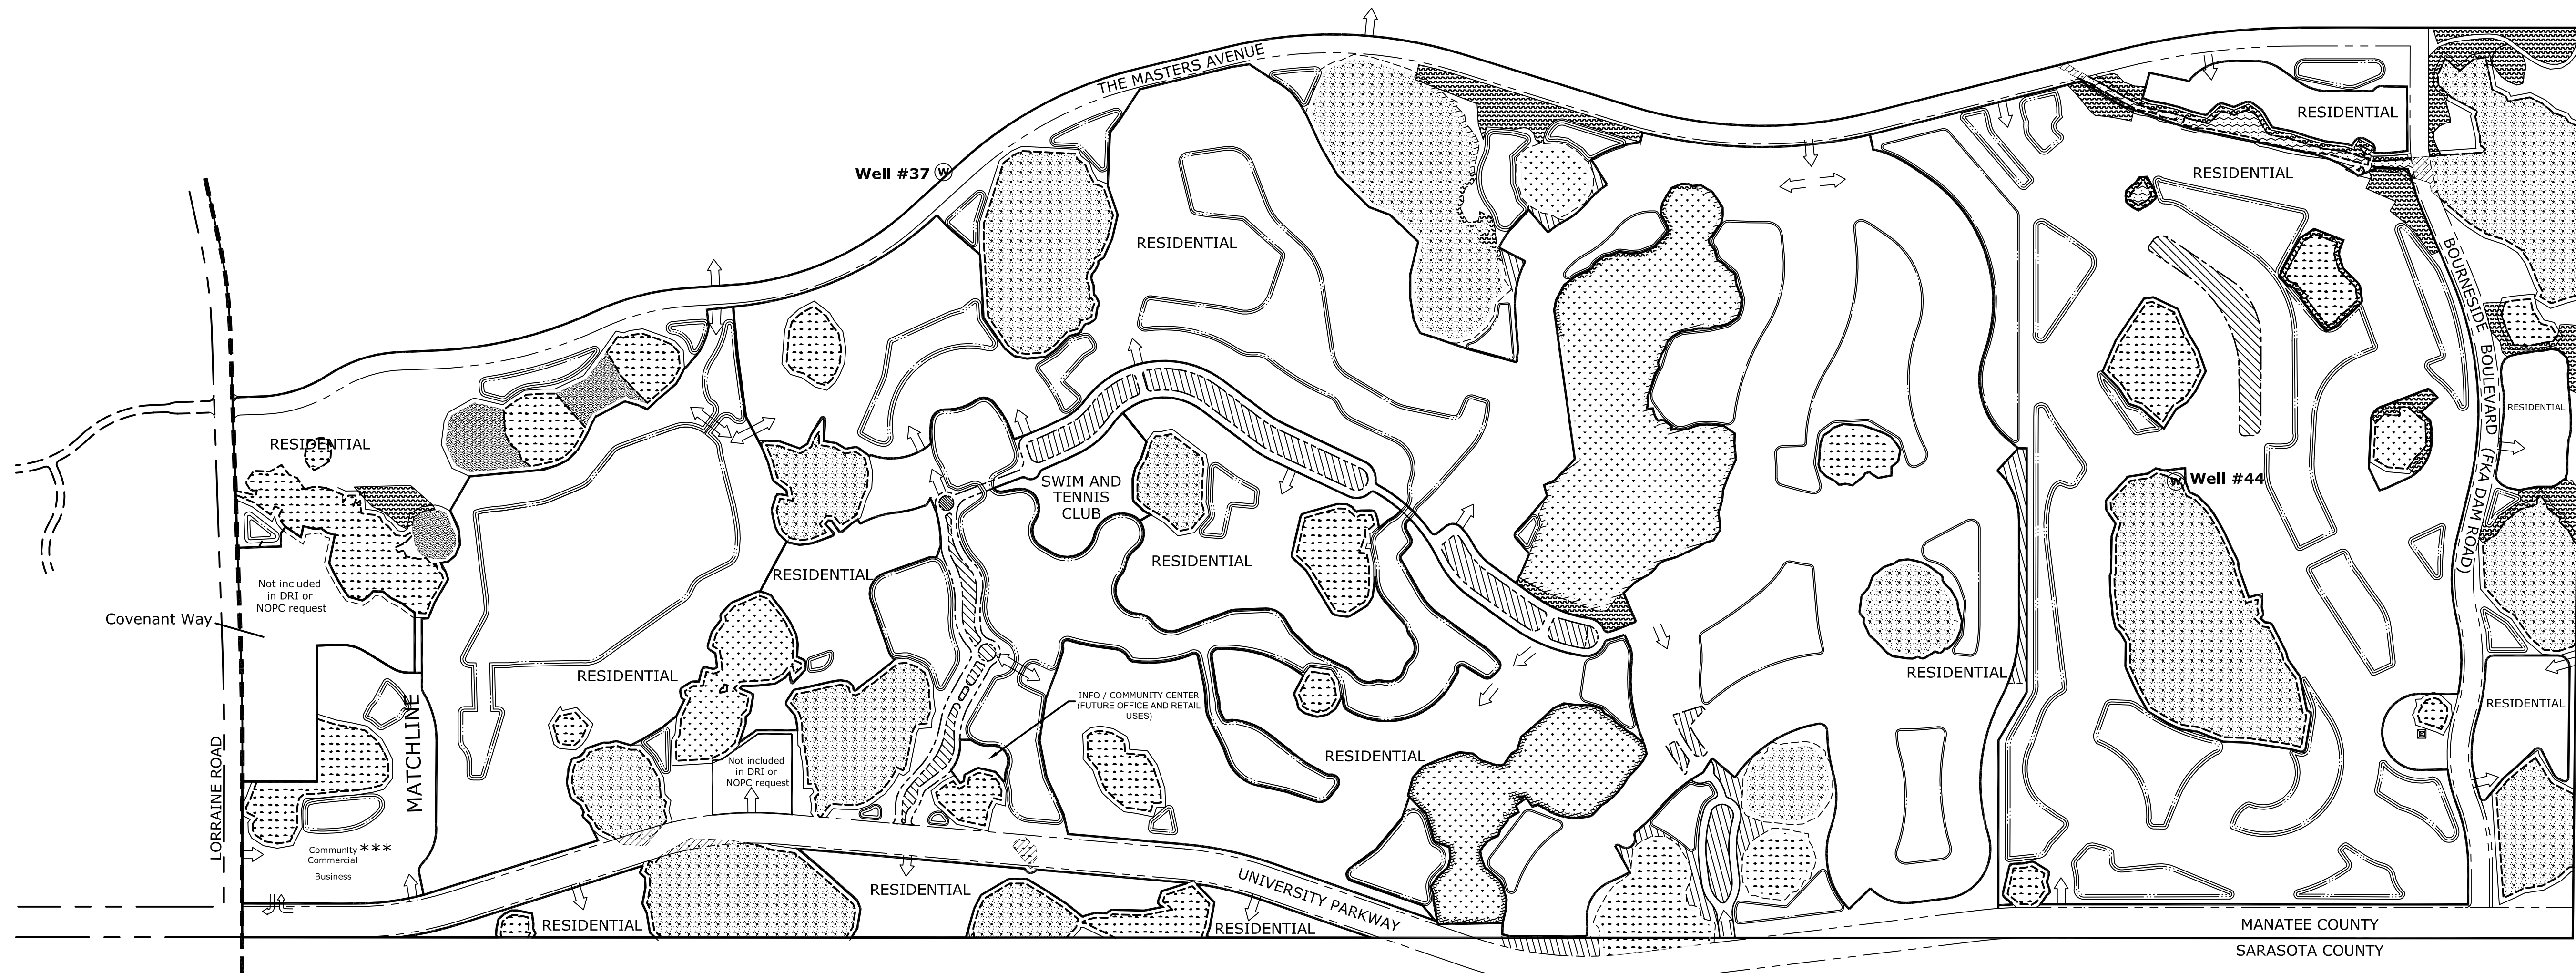 THE MASTERS AVENUE
RESIDENTIAL
Well #37
W
RESIDENTIAL
RESIDENTIAL
BOURNESIDE BOULEVARD (FKA DAM ROAD)
RESIDENTIAL
RESIDENTIAL
SWIM AND
TENNIS
CLUB
W
Well #44
RESIDENTIAL
RESIDENTIAL
Not included
in DRI or
NOPC request
Covenant Way
RESIDENTIAL
RESIDENTIAL
INFO / COMMUNITY CENTER
(FUTURE OFFICE AND RETAIL
USES)
RESIDENTIAL
MATCHLINE
RESIDENTIAL
Not included
in DRI or
NOPC request
LORRAINE ROAD
Community ***
Commercial
Business
RESIDENTIAL
UNIVERSITY PARKWAY
RESIDENTIAL
RESIDENTIAL
MANATEE COUNTY
SARASOTA COUNTY